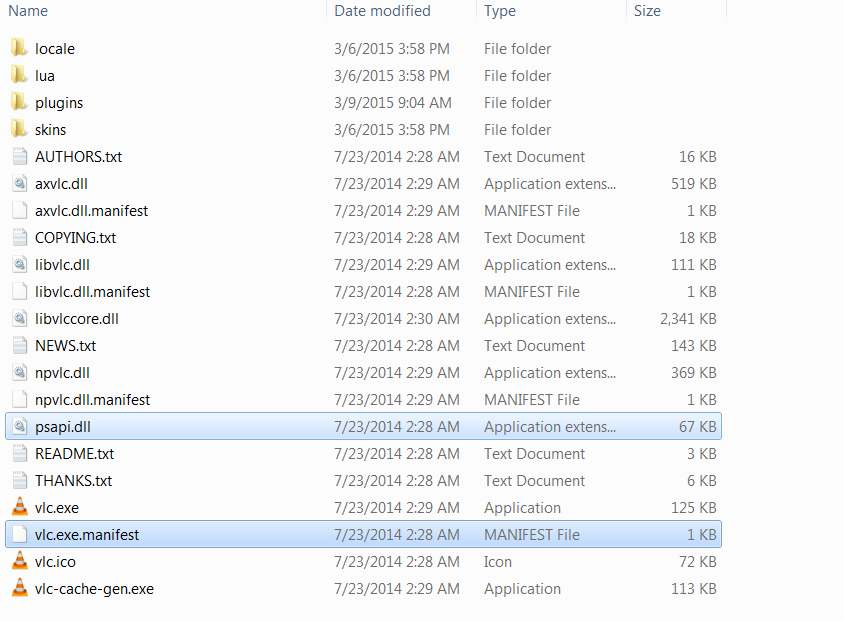 Name Date modified Type Size
locale 3/6/2015 3:58 PM File folder
lua 3/6/2015 3:58 PM File folder
plugins 3/9/2015 9:04 AM File folder
skins 3/6/2015 3:58 PM File folder
AUTHORS.txt 7/23/2014 2:28 AM Text Document 16 KB
axvlc.dll 7/23/2014 2:29 AM Application extens... 519 KB
axvlc.dll.manifest 7/23/2014 2:29 AM MANIFEST File 1 KB
COPYING.txt 7/23/2014 2:28 AM Text Document 18 KB
libvlc.dll 7/23/2014 2:29 AM Application extens... 111 KB
libvlc.dll.manifest 7/23/2014 2:28 AM MANIFEST File 1 KB
libvlccore.dll 7/23/2014 2:30 AM Application extens... 2,341 KB
NEWS.txt 7/23/2014 2:28 AM Text Document 143 KB
npvlc.dll 7/23/2014 2:29 AM Application extens... 369 KB
npvlc.dll.manifest 7/23/2014 2:29 AM MANIFEST File 1 KB
psapi.dll 7/23/2014 2:28 AM Application extens... 67 KB
README.txt 7/23/2014 2:28 AM Text Document 3 KB
THANKS.txt 7/23/2014 2:28 AM Text Document 6 KB
vlc.exe 7/23/2014 2:29 AM Application 125 KB
vlc.exe.manifest 7/23/2014 2:28 AM MANIFEST File 1 KB
vlc.ico 7/23/2014 2:28 AM Icon 72 KB
vlc-cache-gen.exe 7/23/2014 2:29 AM Application 113 KB